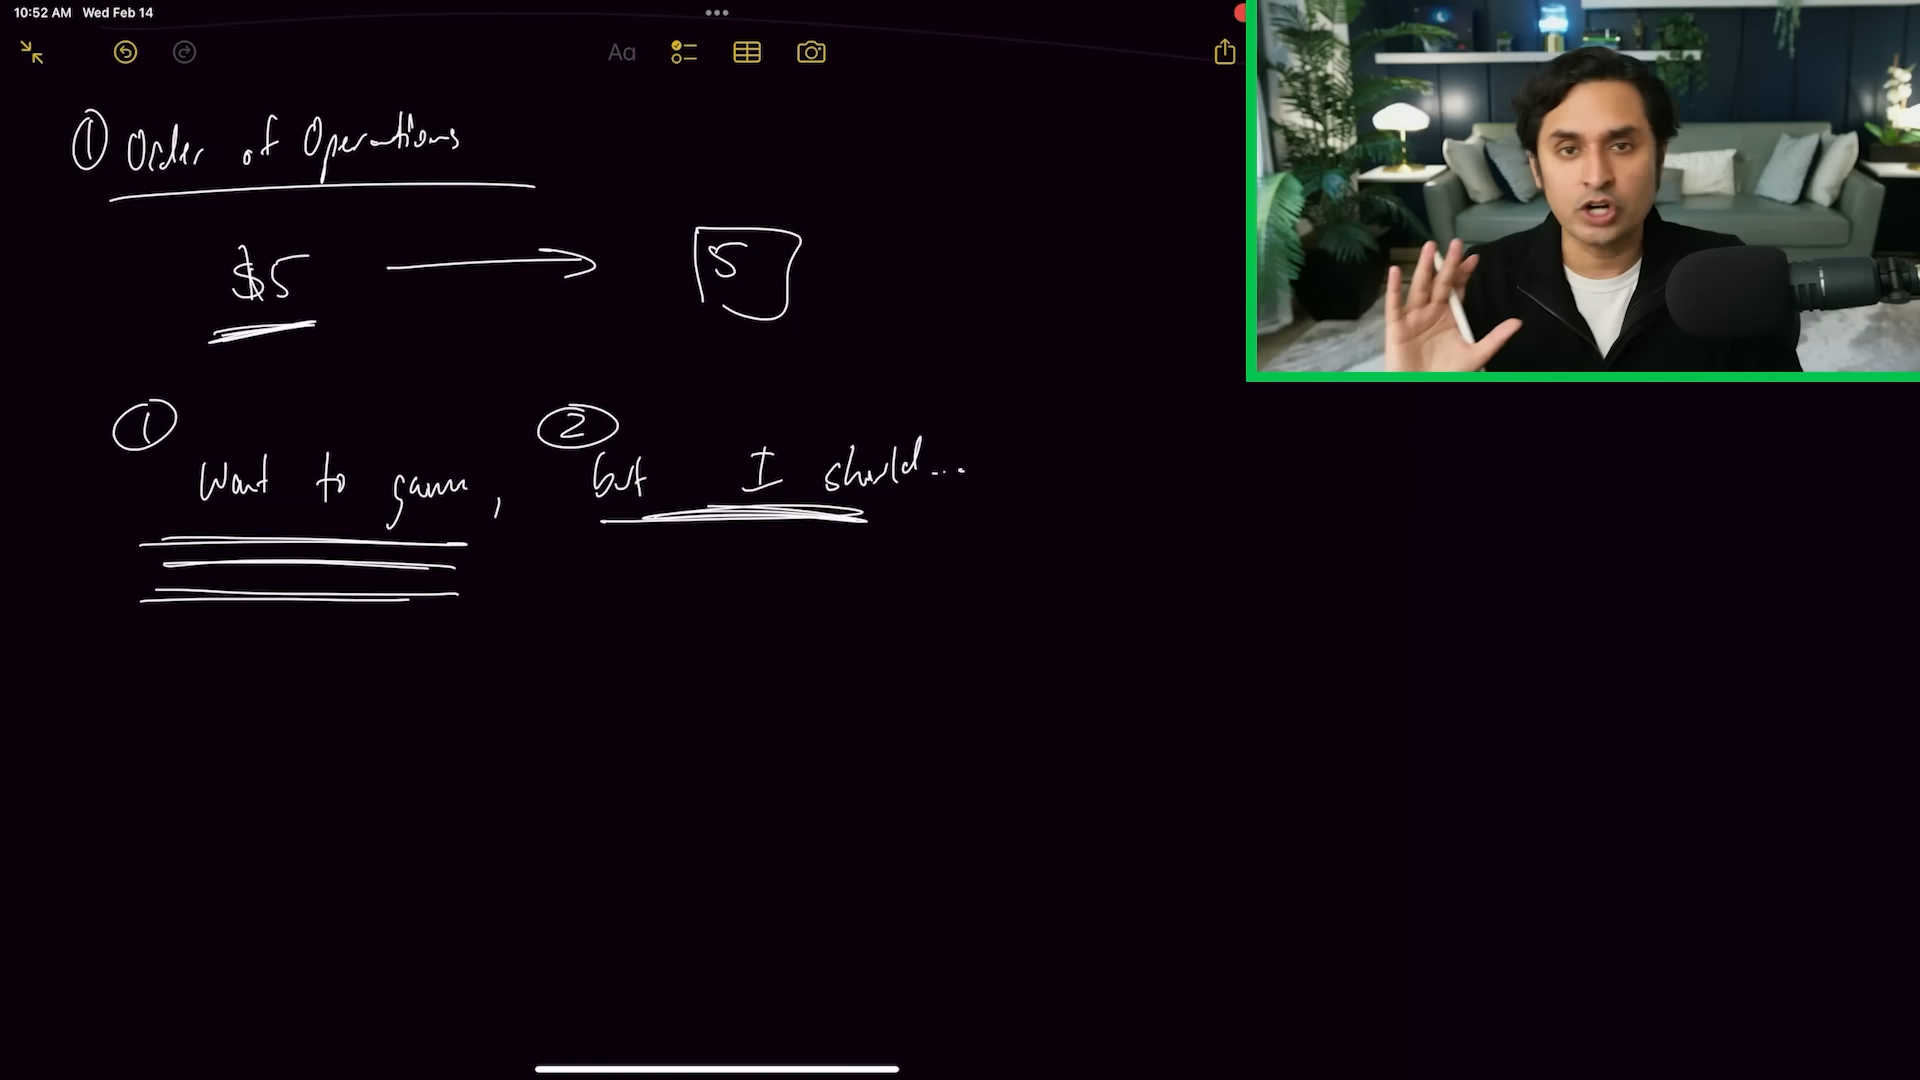 10:52 AM Wed Feb 14
Aa
① Order of Operations
$5 → 5
① ②
Want to game, but I should...